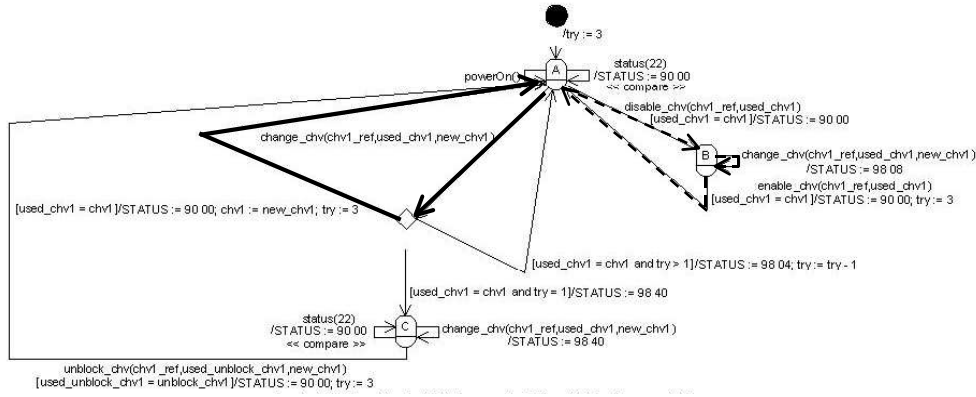 /try := 3
A
status(22)
/STATUS := 90 00
<< compare >>
powerOn()
disable_chv(chv1_ref,used_chv1)
[used_chv1 = chv1]/STATUS := 90 00
change_chv(chv1_ref,used_chv1,new_chv1)
B
change_chv(chv1_ref,used_chv1,new_chv1)
/STATUS := 98 08
enable_chv(chv1_ref,used_chv1)
[used_chv1 = chv1]/STATUS := 90 00; try := 3
[used_chv1 = chv1]/STATUS := 90 00; chv1 := new_chv1; try := 3
[used_chv1 = chv1 and try > 1]/STATUS := 98 04; try := try - 1
[used_chv1 = chv1 and try = 1]/STATUS := 98 40
status(22)
/STATUS := 90 00
<< compare >>
C
change_chv(chv1_ref,used_chv1,new_chv1)
/STATUS := 98 40
unblock_chv(chv1_ref,used_unblock_chv1,new_chv1)
[used_unblock_chv1 = unblock_chv1]/STATUS := 90 00; try := 3